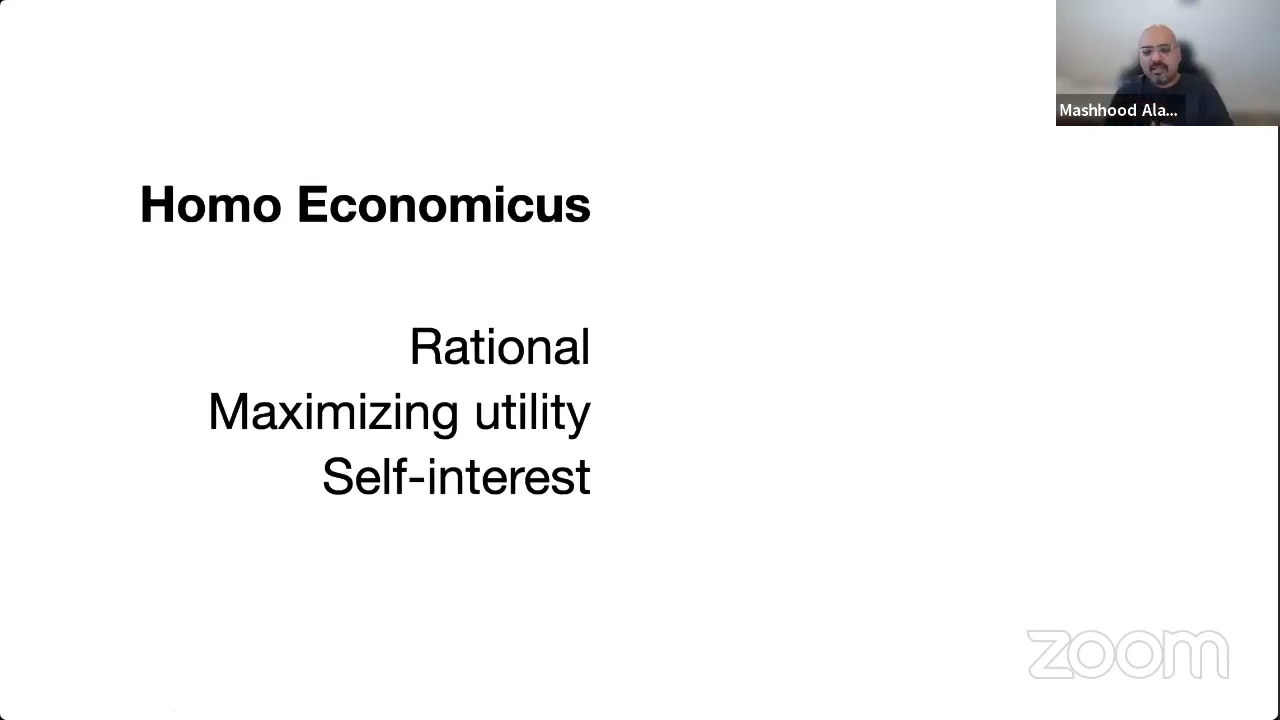 Mashhood Ala...
Homo Economicus
Rational
Maximizing utility
Self-interest
zoom